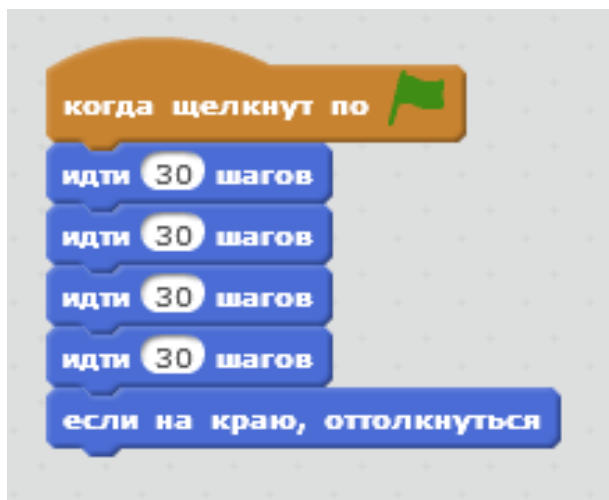 когда щелкнут по
идти 30 шагов
идти 30 шагов
идти 30 шагов
идти 30 шагов
если на краю, оттолкнуться